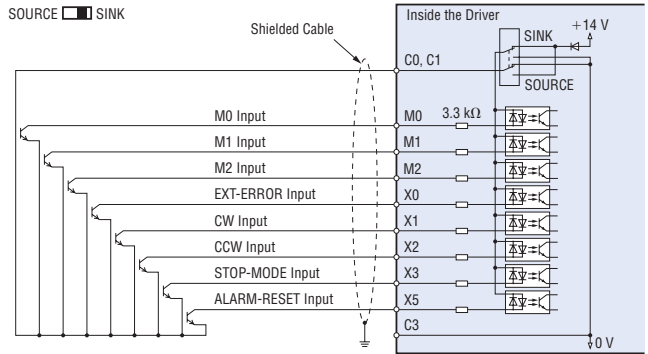 SOURCE SINK
Shielded Cable
Inside the Driver
+14 V
SINK
C0, C1
SOURCE
M0 Input
M0
3.3 kΩ
M1 Input
M1
M2 Input
M2
EXT-ERROR Input
X0
CW Input
X1
CCW Input
X2
STOP-MODE Input
X3
ALARM-RESET Input
X5
C3
0 V